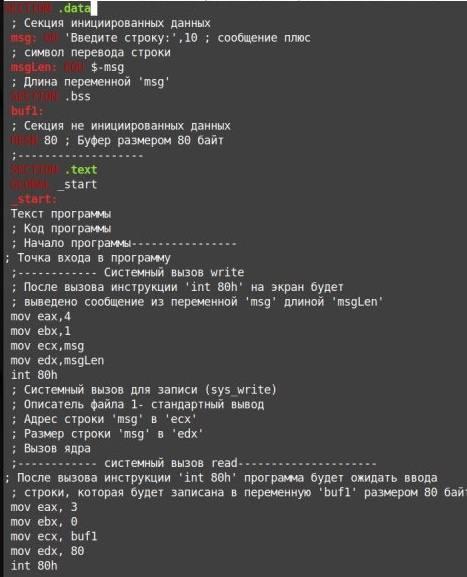 SECTION .data
; Секция инициированных данных
msg: DB 'Введите строку:',10 ; сообщение плюс
; символ перевода строки
msgLen: EQU $-msg
; Длина переменной 'msg'
SECTION .bss
buf1:
; Секция не инициированных данных
RESB 80 ; Буфер размером 80 байт
;-------------------
SECTION .text
GLOBAL _start
_start:
Текст программы
; Код программы
; Начало программы----------------
; Точка входа в программу
;------------ Системный вызов write
; После вызова инструкции 'int 80h' на экран будет
; выведено сообщение из переменной 'msg' длиной 'msgLen'
mov eax,4
mov ebx,1
mov ecx,msg
mov edx,msgLen
int 80h
; Системный вызов для записи (sys_write)
; Описатель файла 1- стандартный вывод
; Адрес строки 'msg' в 'ecx'
; Размер строки 'msg' в 'edx'
; Вызов ядра
;------------ системный вызов read---------------------
; После вызова инструкции 'int 80h' программа будет ожидать ввода
; строки, которая будет записана в переменную 'buf1' размером 80 байт
mov eax, 3
mov ebx, 0
mov ecx, buf1
mov edx, 80
int 80h